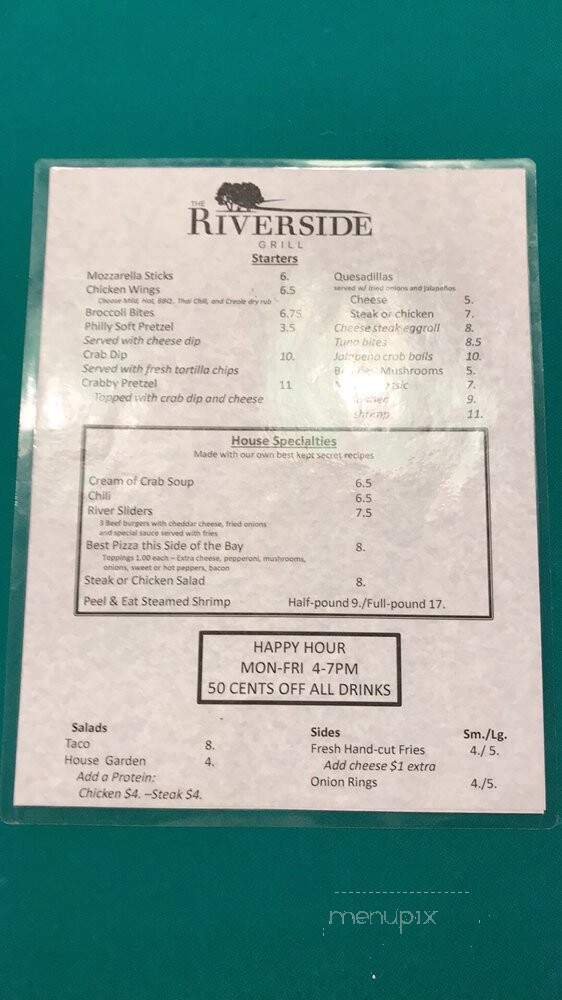 THE
RIVERSIDE
GRILL
Starters
Mozzarella Sticks 6.
Chicken Wings 6.5
Choose Mild, Hot, BBQ, Thai Chili, and Creole dry rub
Broccoli Bites 6.75
Philly Soft Pretzel 3.5
Served with cheese dip
Crab Dip 10.
Served with fresh tortilla chips
Crabby Pretzel 11
Topped with crab dip and cheese
Quesadillas
served w/ fried onions and jalapeños
Cheese 5.
Steak or chicken 7.
Cheese steak eggroll 8.
Tuna bites 8.5
Jalapeno crab balls 10.
Mushrooms 5.
7.
9.
shrimp 11.
House Specialties
Made with our own best kept secret recipes
Cream of Crab Soup 6.5
Chili 6.5
River Sliders 7.5
3 Beef burgers with cheddar cheese, fried onions
and special sauce served with fries
Best Pizza this Side of the Bay 8.
Toppings 1.00 each – Extra cheese, pepperoni, mushrooms,
onions, sweet or hot peppers, bacon
Steak or Chicken Salad 8.
Peel & Eat Steamed Shrimp Half-pound 9./Full-pound 17.
HAPPY HOUR
MON-FRI 4-7PM
50 CENTS OFF ALL DRINKS
Salads
Taco 8.
House Garden 4.
Add a Protein:
Chicken $4. –Steak $4.
Sides Sm./Lg.
Fresh Hand-cut Fries 4./ 5.
Add cheese $1 extra
Onion Rings 4./5.
menupix